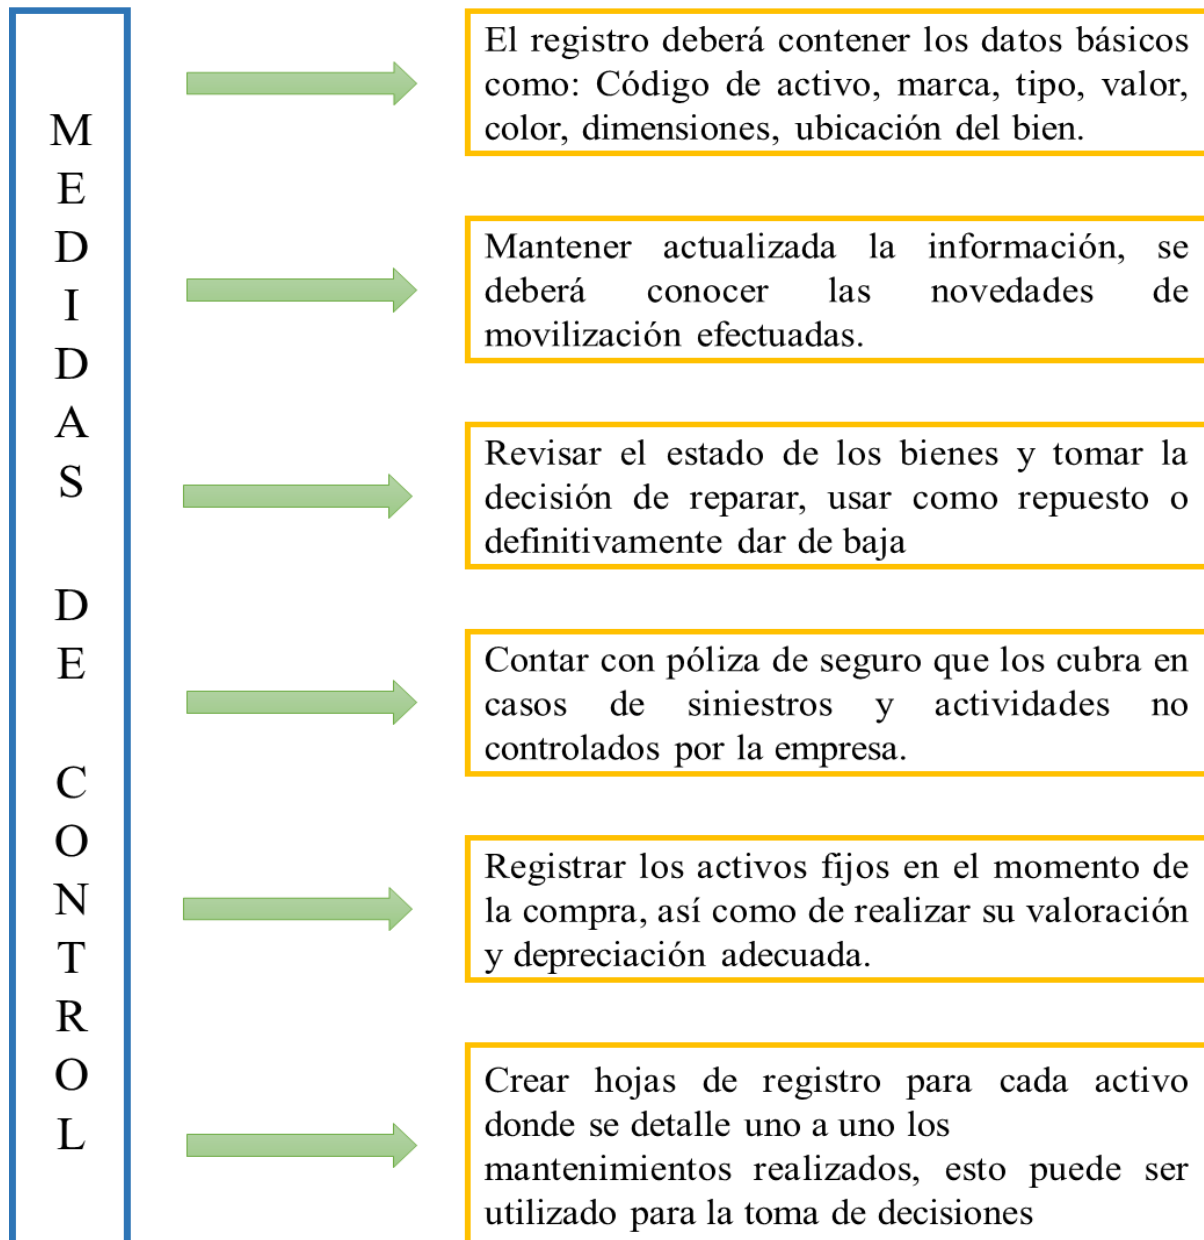 MEDIDAS DE CONTROL
El registro deberá contener los datos básicos
como: Código de activo, marca, tipo, valor,
color, dimensiones, ubicación del bien.
Mantener actualizada la información, se
deberá conocer las novedades de
movilización efectuadas.
Revisar el estado de los bienes y tomar la
decisión de reparar, usar como repuesto o
definitivamente dar de baja
Contar con póliza de seguro que los cubra en
casos de siniestros y actividades no
controlados por la empresa.
Registrar los activos fijos en el momento de
la compra, así como de realizar su valoración
y depreciación adecuada.
Crear hojas de registro para cada activo
donde se detalle uno a uno los
mantenimientos realizados, esto puede ser
utilizado para la toma de decisiones